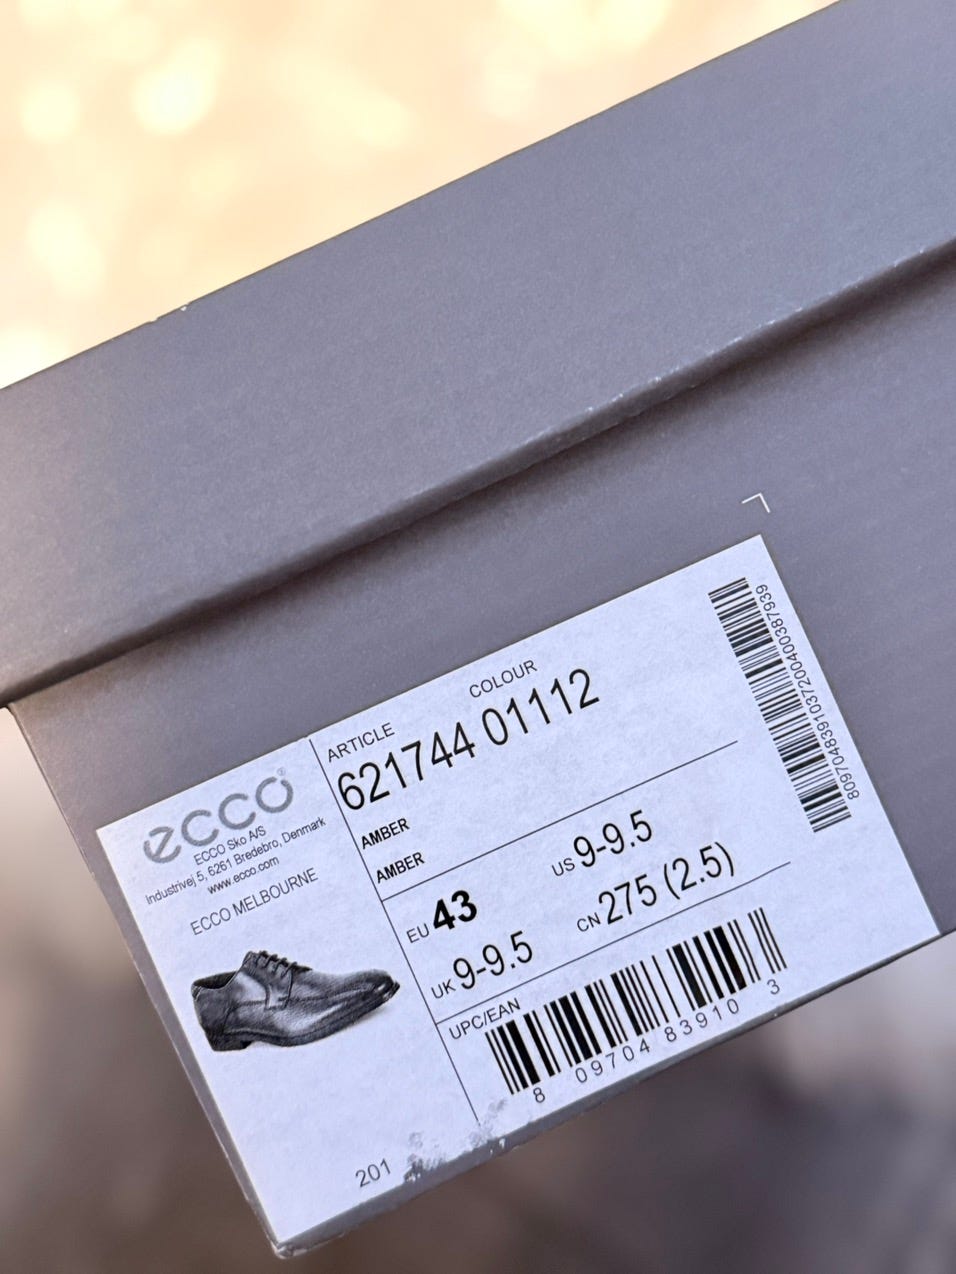 ecco®
ECCO Sko A/S
Industrivej 5, 6261 Bredebro, Denmark
www.ecco.com
ECCO MELBOURNE
201
ARTICLE COLOUR
621744 01112
AMBER
AMBER
EU 43 US 9-9.5
UK 9-9.5 CN 275 (2.5)
UPC/EAN
8 09704 83910 3
809704839103720040038​7939